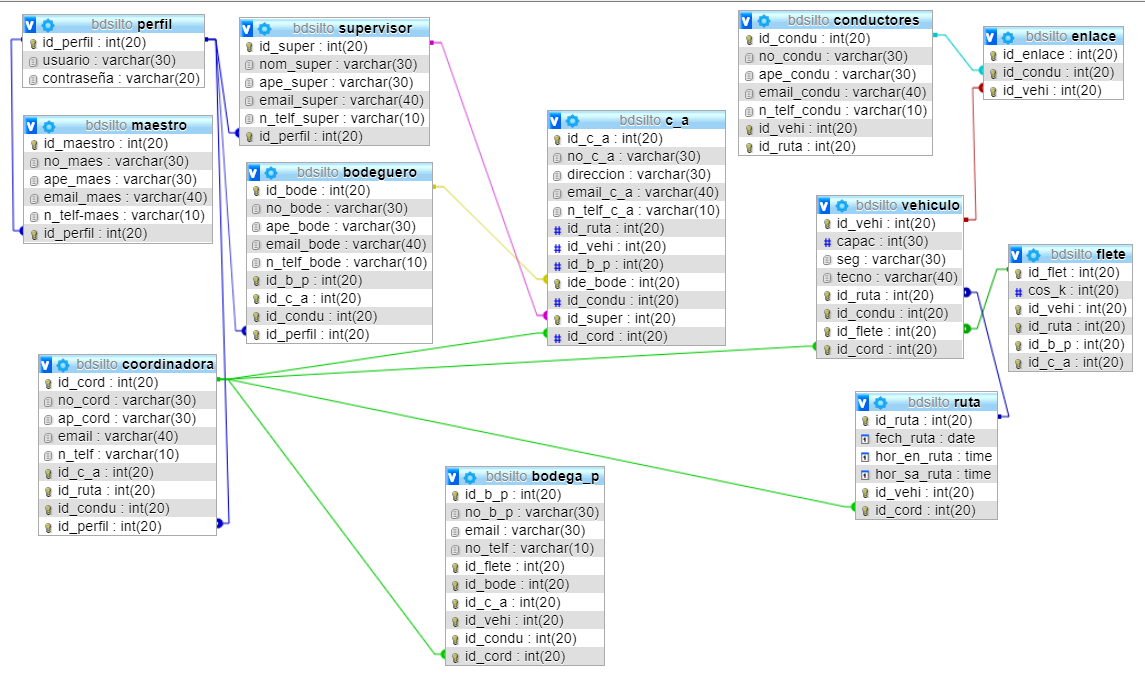 bdsilto perfil
id_perfil : int(20)
usuario : varchar(30)
contraseña : varchar(20)
bdsilto maestro
id_maestro : int(20)
no_maes : varchar(30)
ape_maes : varchar(30)
email_maes : varchar(40)
n_telf-maes : varchar(10)
id_perfil : int(20)
bdsilto supervisor
id_super : int(20)
nom_super : varchar(30)
ape_super : varchar(30)
email_super : varchar(40)
n_telf_super : varchar(10)
id_perfil : int(20)
bdsilto bodeguero
id_bode : int(20)
no_bode : varchar(30)
ape_bode : varchar(30)
email_bode : varchar(40)
n_telf_bode : varchar(10)
id_b_p : int(20)
id_c_a : int(20)
id_condu : int(20)
id_perfil : int(20)
bdsilto coordinadora
id_cord : int(20)
no_cord : varchar(30)
ap_cord : varchar(30)
email : varchar(40)
n_telf : varchar(10)
id_c_a : int(20)
id_ruta : int(20)
id_condu : int(20)
id_perfil : int(20)
bdsilto c_a
id_c_a : int(20)
no_c_a : varchar(30)
direccion : varchar(30)
email_c_a : varchar(40)
n_telf_c_a : varchar(10)
id_ruta : int(20)
id_vehi : int(20)
id_b_p : int(20)
ide_bode : int(20)
id_condu : int(20)
id_super : int(20)
id_cord : int(20)
bdsilto bodega_p
id_b_p : int(20)
no_b_p : varchar(30)
email : varchar(30)
no_telf : varchar(10)
id_flete : int(20)
id_bode : int(20)
id_c_a : int(20)
id_vehi : int(20)
id_condu : int(20)
id_cord : int(20)
bdsilto conductores
id_condu : int(20)
no_condu : varchar(30)
ape_condu : varchar(30)
email_condu : varchar(40)
n_telf_condu : varchar(10)
id_vehi : int(20)
id_ruta : int(20)
bdsilto enlace
id_enlace : int(20)
id_condu : int(20)
id_vehi : int(20)
bdsilto vehiculo
id_vehi : int(20)
capac : int(30)
seg : varchar(30)
tecno : varchar(40)
id_ruta : int(20)
id_condu : int(20)
id_flete : int(20)
id_cord : int(20)
bdsilto flete
id_flet : int(20)
cos_k : int(20)
id_vehi : int(20)
id_ruta : int(20)
id_b_p : int(20)
id_c_a : int(20)
bdsilto ruta
id_ruta : int(20)
fech_ruta : date
hor_en_ruta : time
hor_sa_ruta : time
id_vehi : int(20)
id_cord : int(20)